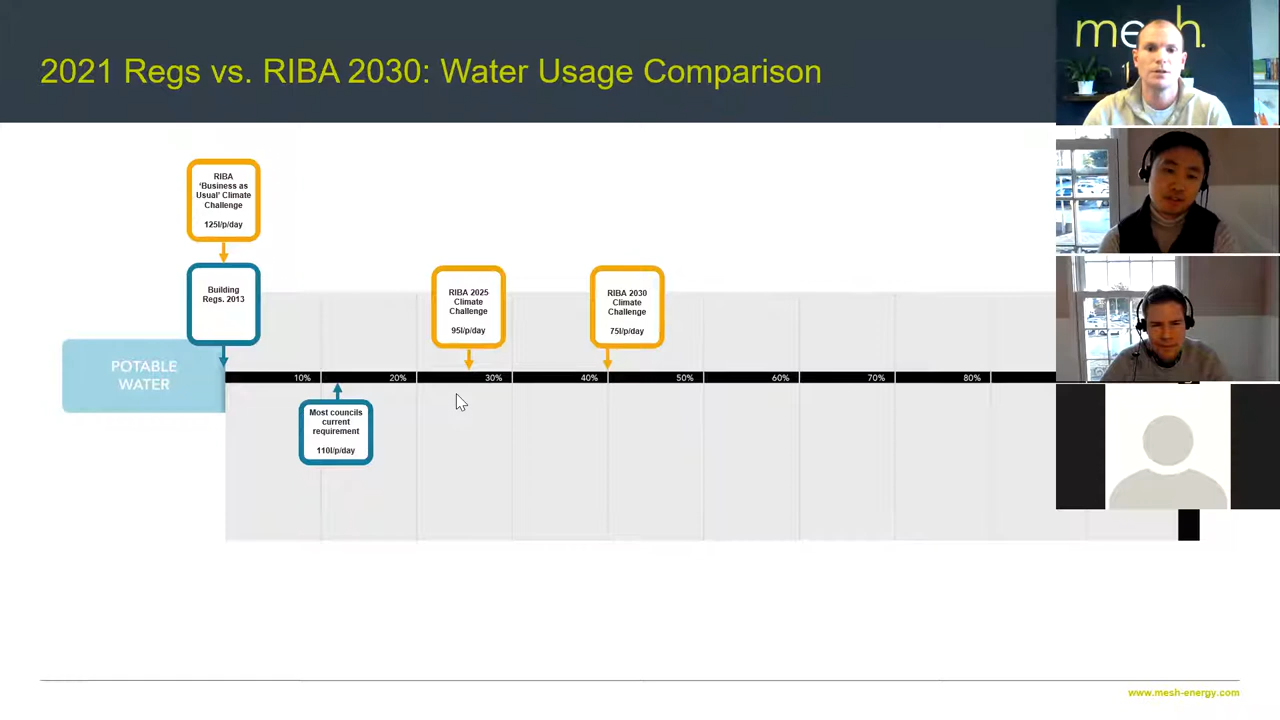 2021 Regs vs. RIBA 2030: Water Usage Comparison
mesh.
RIBA
‘Business as
Usual’ Climate
Challenge
125l/p/day
Building
Regs. 2013
RIBA 2025
Climate
Challenge
95l/p/day
RIBA 2030
Climate
Challenge
75l/p/day
POTABLE
WATER
10%
20%
30%
40%
50%
60%
70%
80%
Most councils
current
requirement
110l/p/day
www.mesh-energy.com